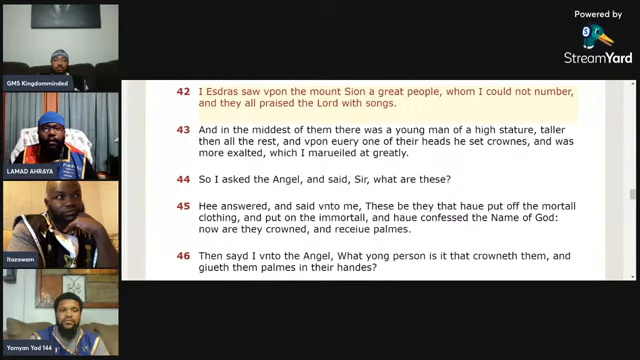 Powered by
StreamYard
GMS Kingdomminded
LAMAD AHRAYA
Itazawam
Yamyan Yad 144
42 I Esdras saw vpon the mount Sion a great people, whom I could not number,
and they all praised the Lord with songs.
43 And in the middest of them there was a young man of a high stature, taller
then all the rest, and vpon euery one of their heads he set crownes, and was
more exalted, which I marueiled at greatly.
44 So I asked the Angel, and said, Sir, what are these?
45 Hee answered, and said vnto me, These be they that haue put off the mortall
clothing, and put on the immortall, and haue confessed the Name of God:
now are they crowned, and receiue palmes.
46 Then sayd I vnto the Angel, What yong person is it that crowneth them, and
giueth them palmes in their handes?